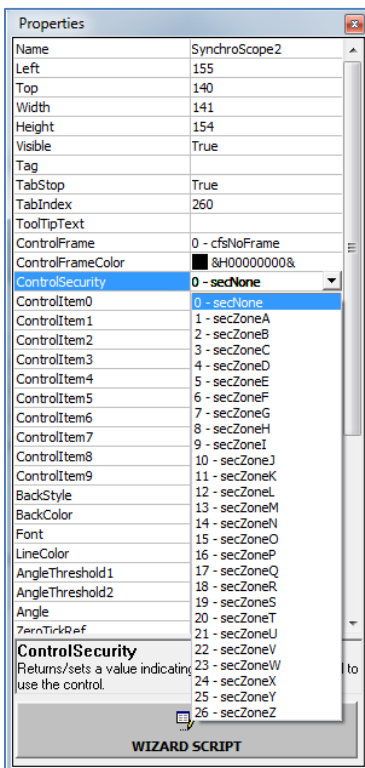 Properties
Name SynchroScope2
Left 155
Top 140
Width 141
Height 154
Visible True
Tag
TabStop True
TabIndex 260
ToolTipText
ControlFrame 0 - cfsNoFrame
ControlFrameColor &H00000000&
ControlSecurity 0 - secNone
ControlItem0 0 - secNone
ControlItem1 1 - secZoneA
ControlItem2 2 - secZoneB
ControlItem3 3 - secZoneC
ControlItem4 4 - secZoneD
ControlItem5 5 - secZoneE
ControlItem6 6 - secZoneF
ControlItem7 7 - secZoneG
ControlItem8 8 - secZoneH
ControlItem9 9 - secZoneI
BackStyle 10 - secZoneJ
BackColor 11 - secZoneK
Font 12 - secZoneL
LineColor 13 - secZoneM
AngleThreshold1 14 - secZoneN
AngleThreshold2 15 - secZoneO
Angle 16 - secZoneP
ZeroTickRef 17 - secZoneQ
18 - secZoneR
19 - secZoneS
20 - secZoneT
21 - secZoneU
22 - secZoneV
23 - secZoneW
24 - secZoneX
25 - secZoneY
26 - secZoneZ
ControlSecurity
Returns/sets a value indicating to
use the control.
WIZARD SCRIPT